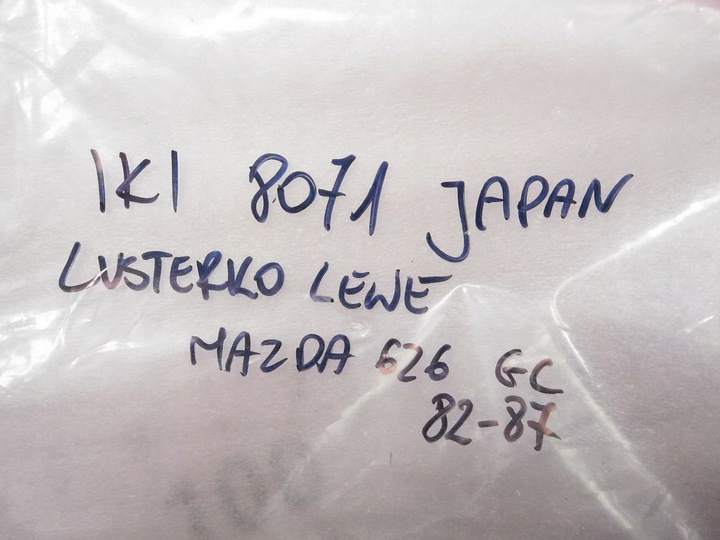 IKI 8071 JAPAN
LUSTERKO LEWE
MAZDA 626 GC
82-87